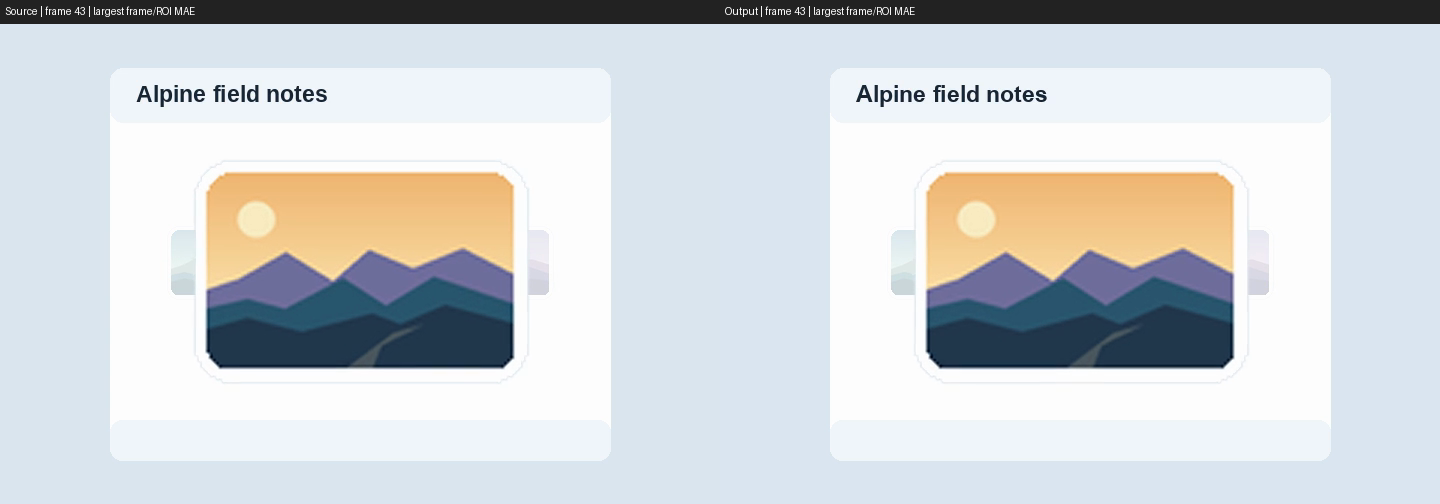 Source | frame 43 | largest frame/ROI MAE
Output | frame 43 | largest frame/ROI MAE
Alpine field notes
Alpine field notes